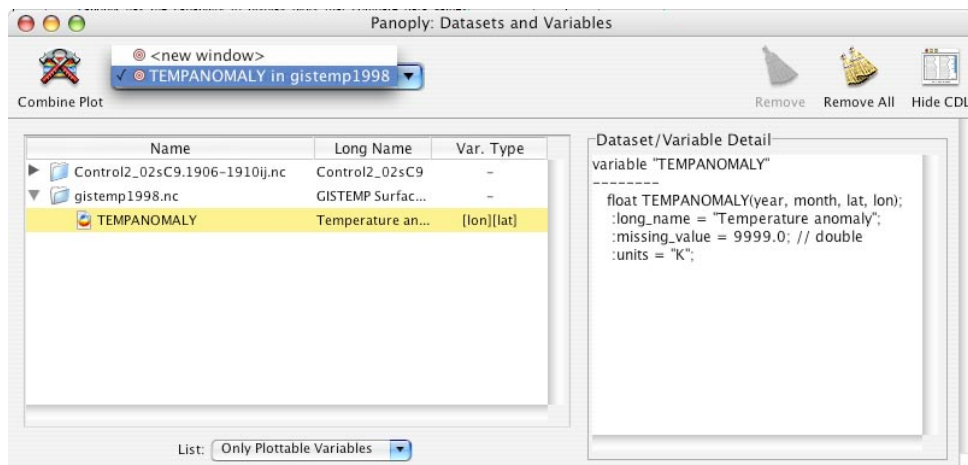 Panoply: Datasets and Variables
<new window>
✓ TEMPANOMALY in gistemp1998
Combine Plot
Remove
Remove All
Hide CDL
Name Long Name Var. Type
Control2_02sC9.1906-1910ij.nc Control2_02sC9 –
gistemp1998.nc GISTEMP Surfac... –
TEMPANOMALY Temperature an... [lon][lat]
List: Only Plottable Variables
Dataset/Variable Detail
variable "TEMPANOMALY"
--------
float TEMPANOMALY(year, month, lat, lon);
:long_name = "Temperature anomaly";
:missing_value = 9999.0; // double
:units = "K";